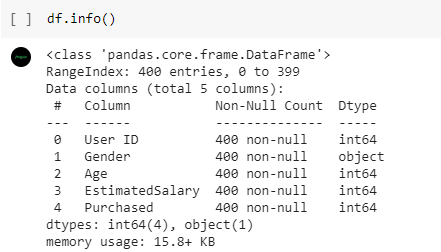 [ ] df.info()
<class 'pandas.core.frame.DataFrame'>
RangeIndex: 400 entries, 0 to 399
Data columns (total 5 columns):
 #   Column           Non-Null Count  Dtype
---  ------           --------------  -----
 0   User ID          400 non-null    int64
 1   Gender           400 non-null    object
 2   Age              400 non-null    int64
 3   EstimatedSalary  400 non-null    int64
 4   Purchased        400 non-null    int64
dtypes: int64(4), object(1)
memory usage: 15.8+ KB